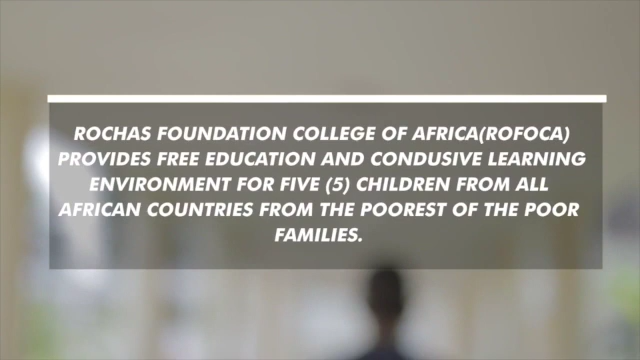 ROCHAS FOUNDATION COLLEGE OF AFRICA(ROFOCA)
PROVIDES FREE EDUCATION AND CONDUSIVE LEARNING
ENVIRONMENT FOR FIVE (5) CHILDREN FROM ALL
AFRICAN COUNTRIES FROM THE POOREST OF THE POOR
FAMILIES.